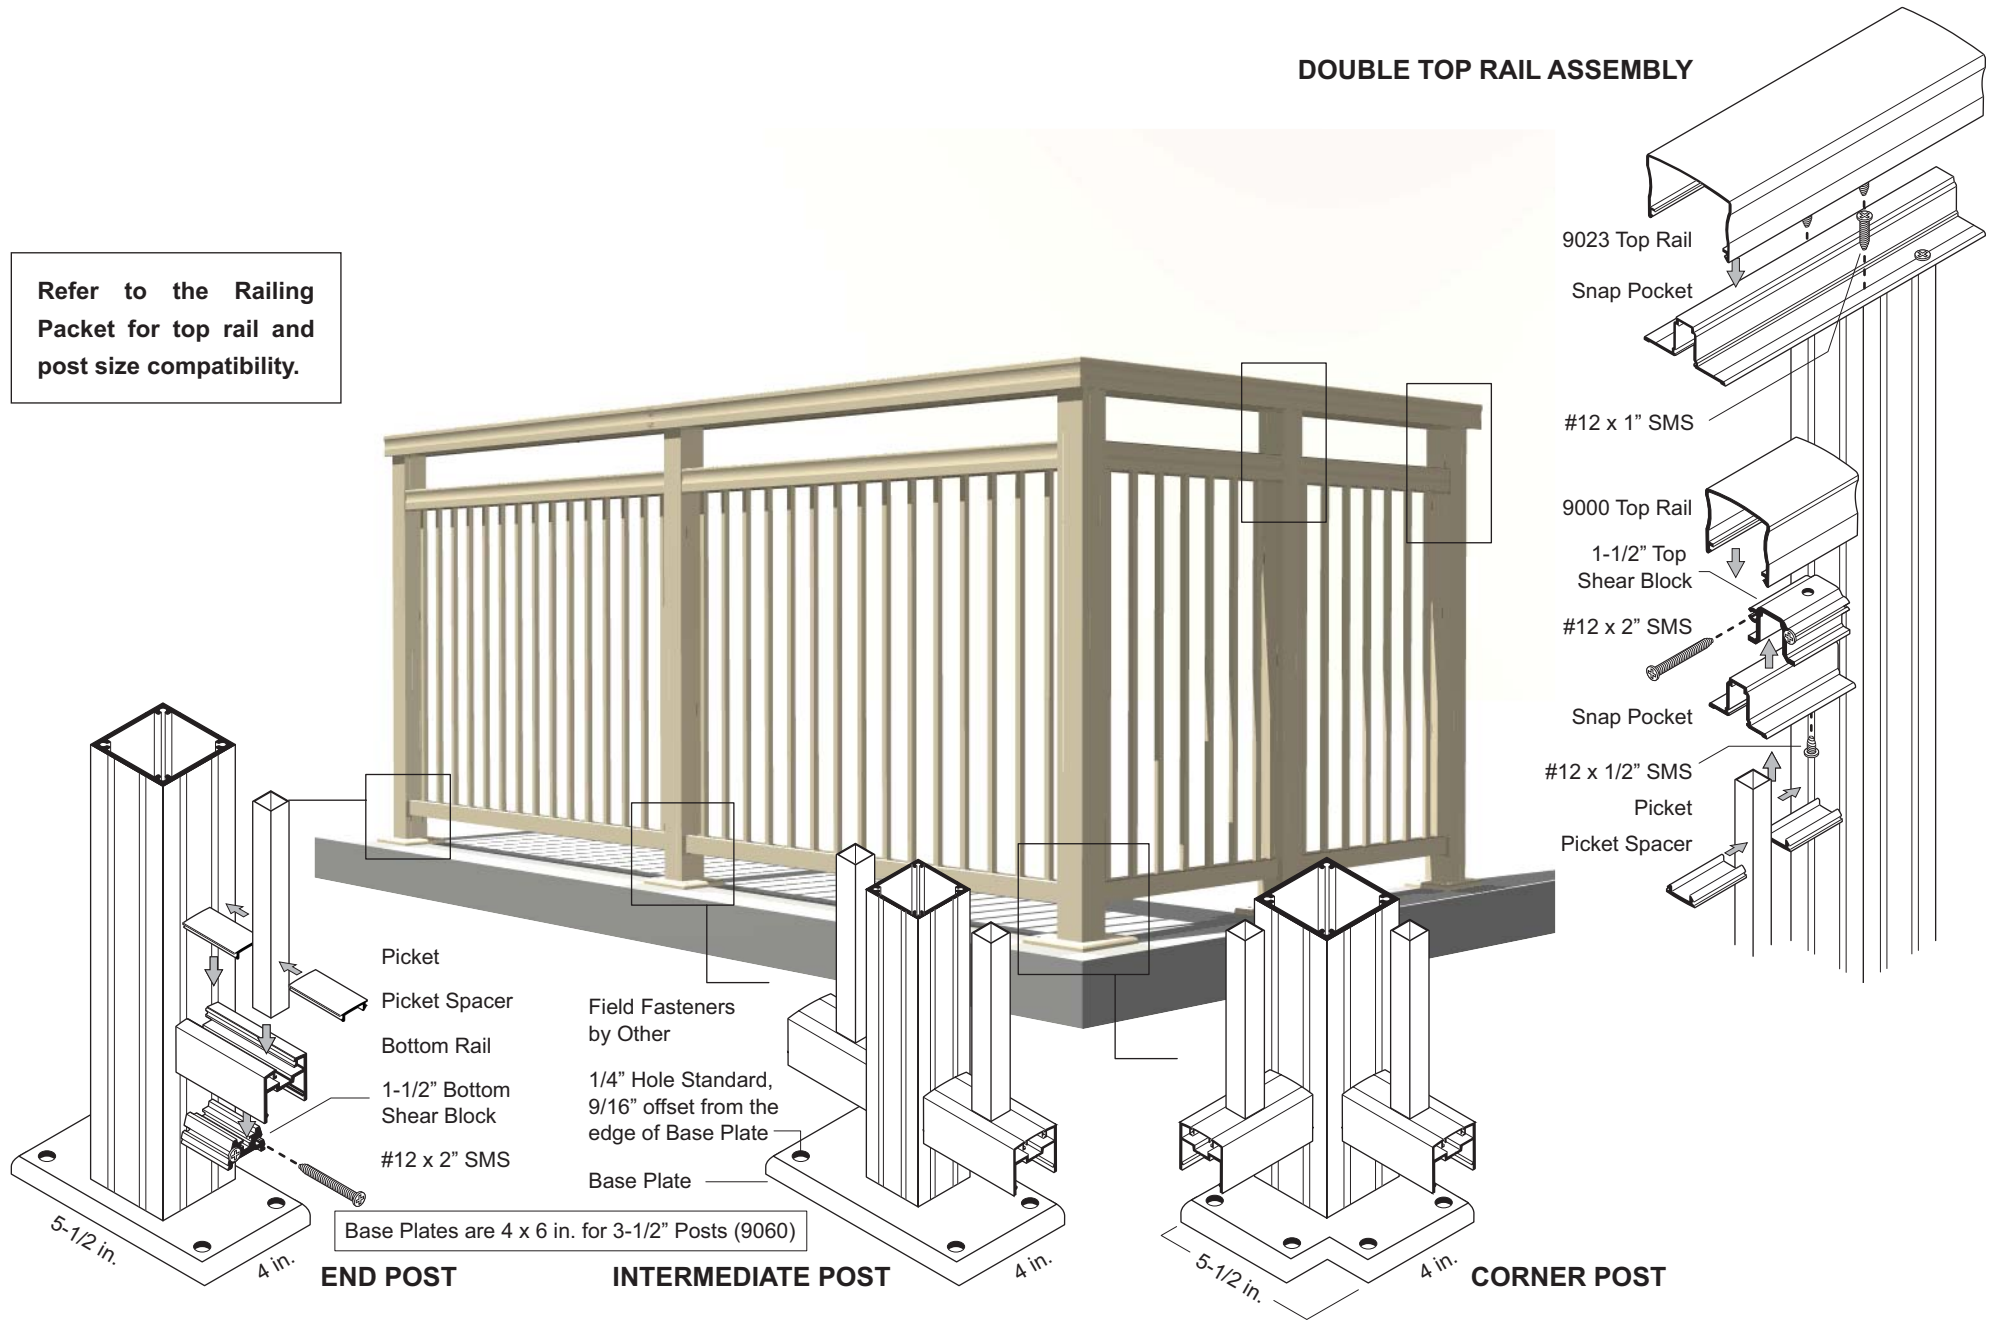 DOUBLE TOP RAIL ASSEMBLY
Refer to the Railing
Packet for top rail and
post size compatibility.
9023 Top Rail
Snap Pocket
#12 x 1” SMS
9000 Top Rail
1-1/2” Top
Shear Block
#12 x 2” SMS
Snap Pocket
#12 x 1/2” SMS
Picket
Picket Spacer
Picket
Picket Spacer
Bottom Rail
1-1/2” Bottom
Shear Block
#12 x 2” SMS
Field Fasteners
by Other
1/4” Hole Standard,
9/16” offset from the
edge of Base Plate
Base Plate
Base Plates are 4 x 6 in. for 3-1/2” Posts (9060)
5-1/2 in.
4 in.
END POST
INTERMEDIATE POST
4 in.
5-1/2 in.
4 in.
CORNER POST